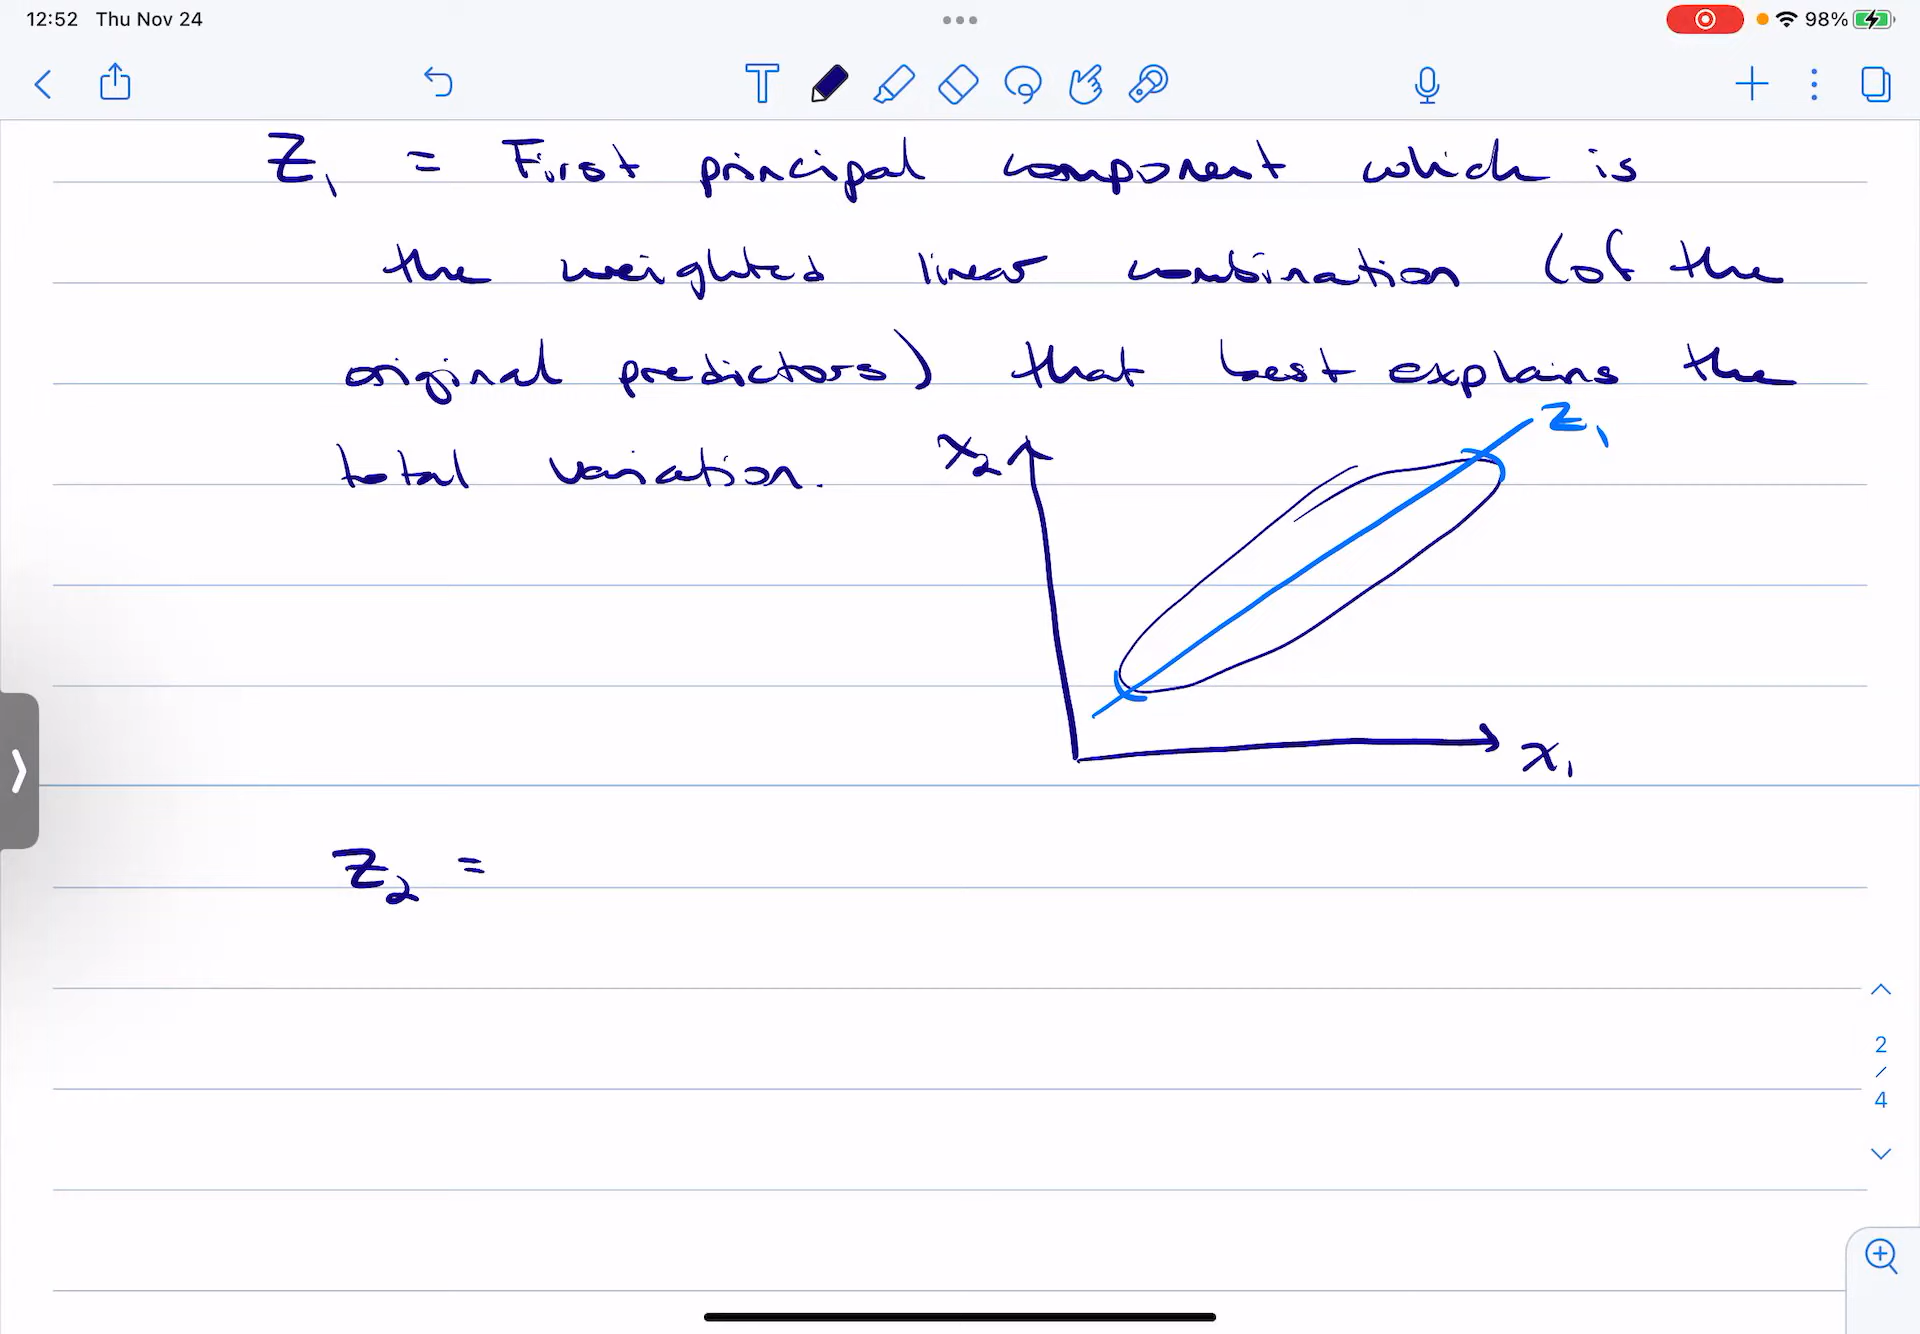 12:52 Thu Nov 24
98%
T
Z₁ = First principal component which is
the weighted linear combination (of the
original predictors) that best explains the
total variation.
x₂
Z₁
x₁
Z₂ =
2
/
4